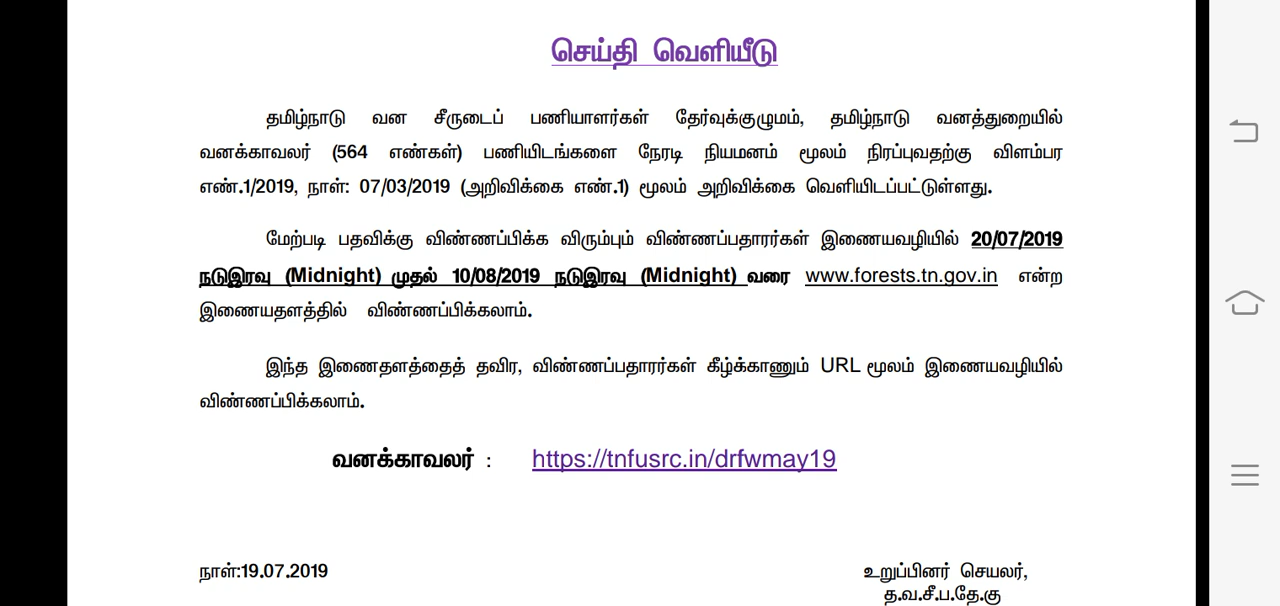 செய்தி வெளியீடு
தமிழ்நாடு வன சீருடைப் பணியாளர்கள் தேர்வுக்குழுமம், தமிழ்நாடு வனத்துறையில்
வனக்காவலர் (564 எண்கள்) பணியிடங்களை நேரடி நியமனம் மூலம் நிரப்புவதற்கு விளம்பர
எண்.1/2019, நாள்: 07/03/2019 (அறிவிக்கை எண்.1) மூலம் அறிவிக்கை வெளியிடப்பட்டுள்ளது.
மேற்படி பதவிக்கு விண்ணப்பிக்க விரும்பும் விண்ணப்பதாரர்கள் இணையவழியில் 20/07/2019
நடுஇரவு (Midnight) முதல் 10/08/2019 நடுஇரவு (Midnight) வரை www.forests.tn.gov.in என்ற
இணையதளத்தில் விண்ணப்பிக்கலாம்.
இந்த இணைதளத்தைத் தவிர, விண்ணப்பதாரர்கள் கீழ்க்காணும் URL மூலம் இணையவழியில்
விண்ணப்பிக்கலாம்.
வனக்காவலர் : https://tnfusrc.in/drfwmay19
நாள்:19.07.2019 உறுப்பினர் செயலர்,
த.வ.சீ.ப.தே.கு